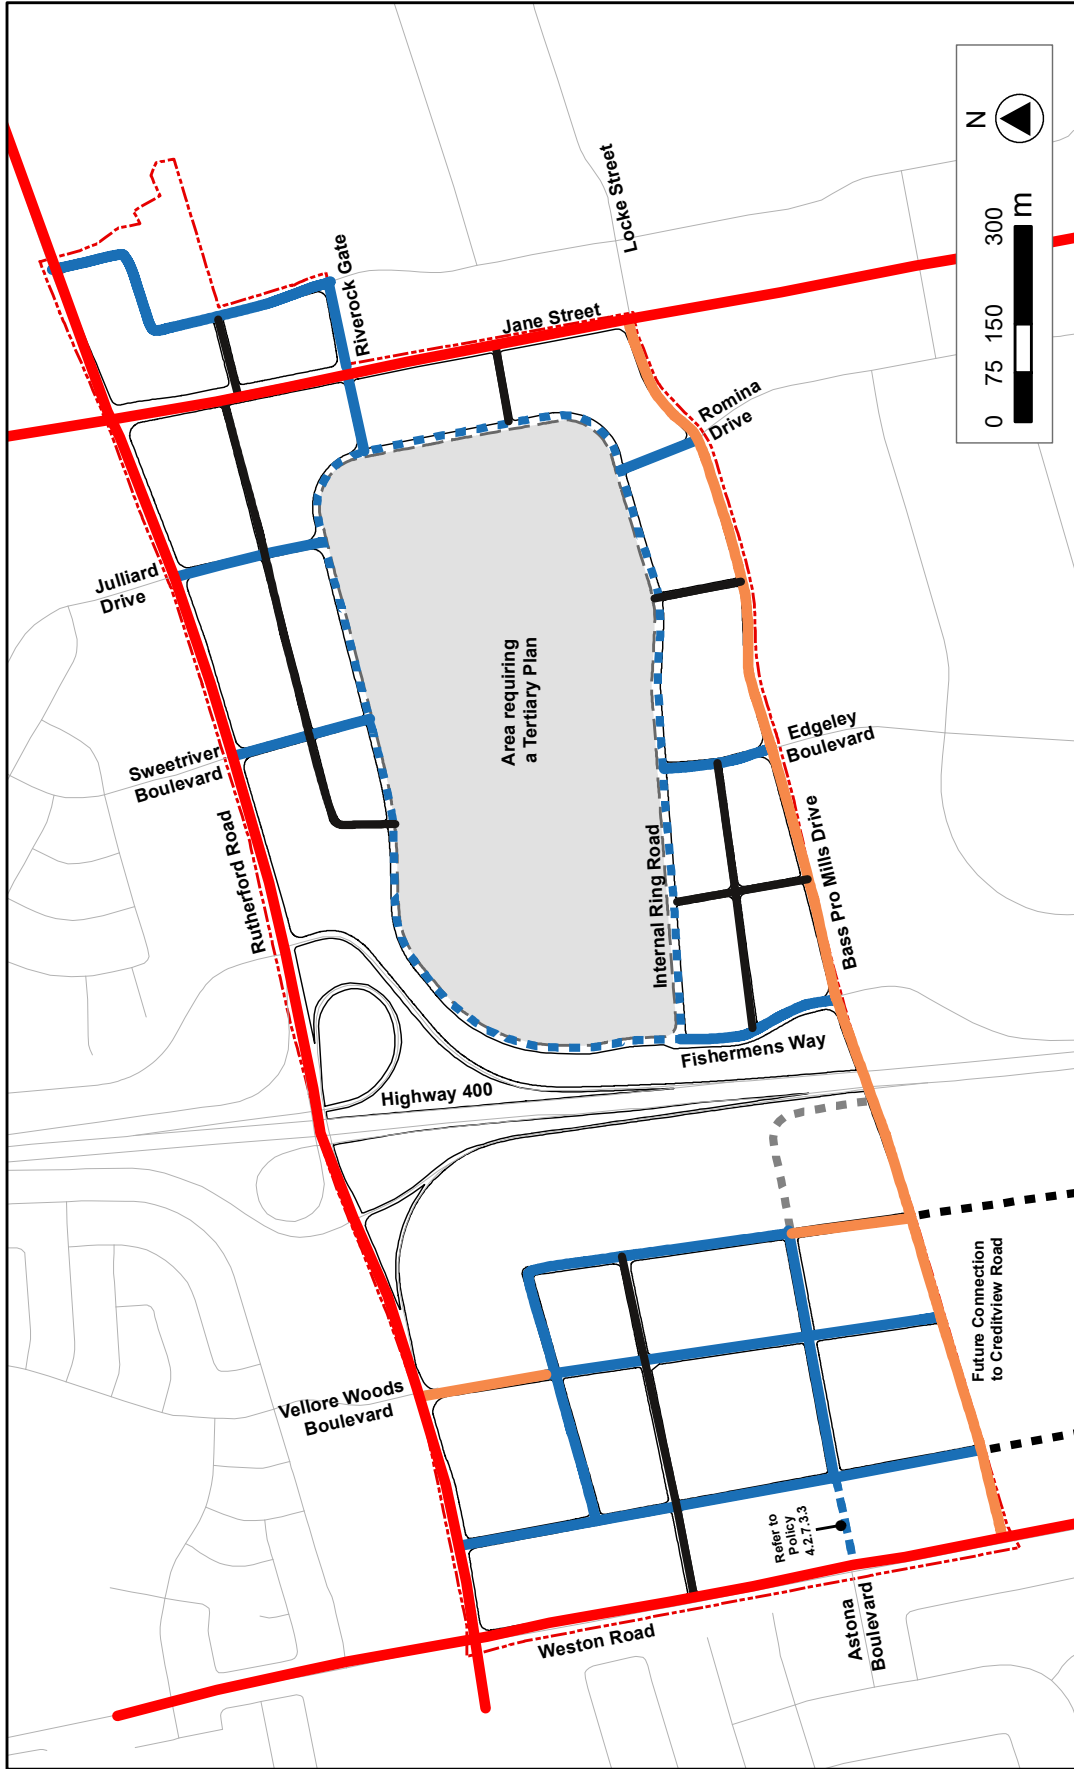 Rutherford Road
Julliard
Drive
Sweetriver
Boulevard
Vellore Woods
Boulevard
Highway 400
Riverock Gate
Jane Street
Locke Street
Romina
Drive
Area requiring
a Tertiary Plan
Internal Ring Road
Edgeley
Boulevard
Bass Pro Mills Drive
Fishermens Way
Future Connection
to Creditview Road
Refer to
Policy
4.2.7.3.3
Astona
Boulevard
Weston Road
N
0 75 150 300
m